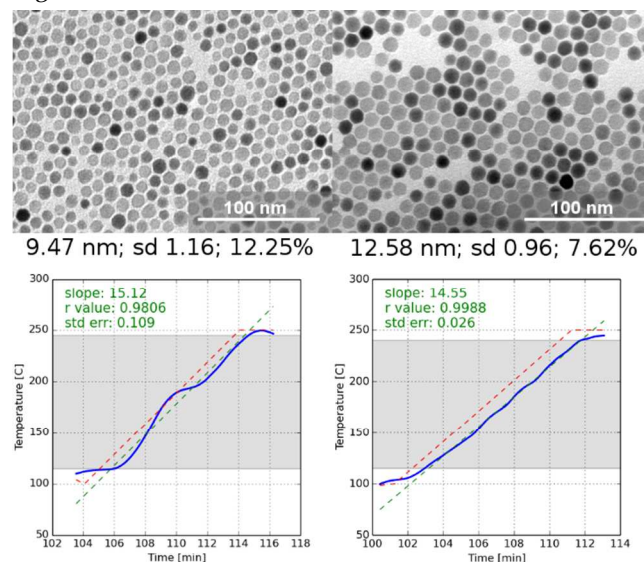 100 nm 100 nm
9.47 nm; sd 1.16; 12.25% 12.58 nm; sd 0.96; 7.62%
300
250
200
150
100
50
Temperature [C]
slope: 15.12
r value: 0.9806
std err: 0.109
102 104 106 108 110 112 114 116 118
Time [min]
300
250
200
150
100
50
Temperature [C]
slope: 14.55
r value: 0.9988
std err: 0.026
100 102 104 106 108 110 112 114
Time [min]